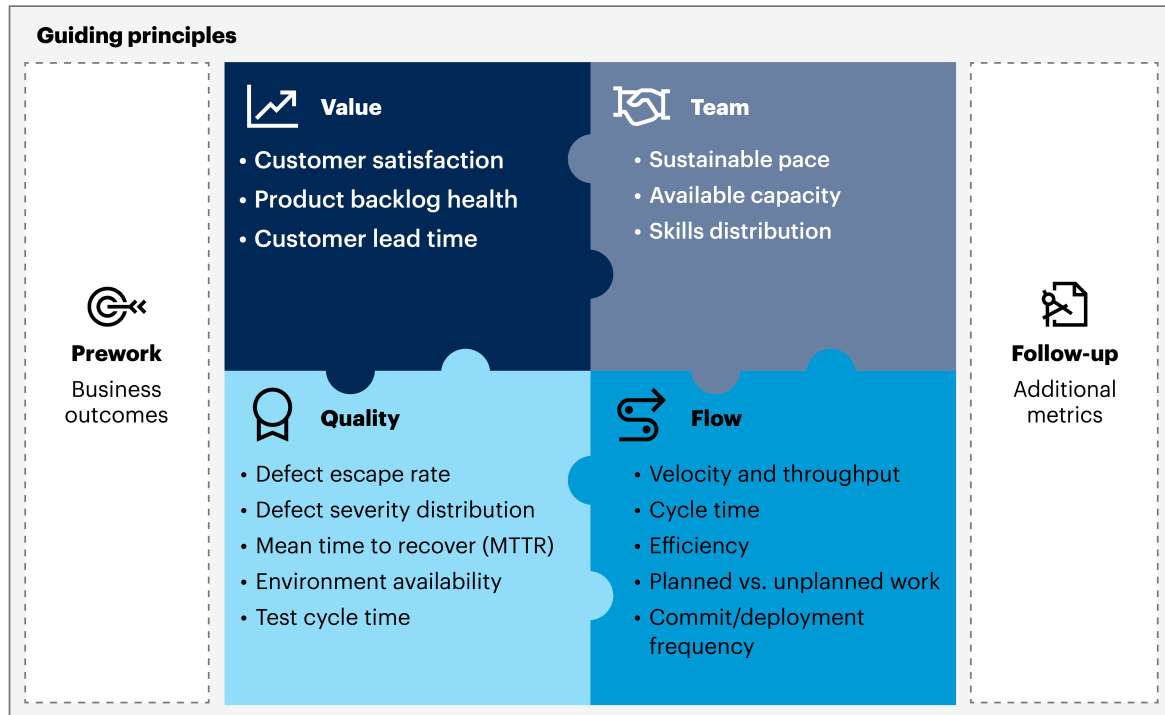 Guiding principles
Prework
Business
outcomes
Value
• Customer satisfaction
• Product backlog health
• Customer lead time
Team
• Sustainable pace
• Available capacity
• Skills distribution
Quality
• Defect escape rate
• Defect severity distribution
• Mean time to recover (MTTR)
• Environment availability
• Test cycle time
Flow
• Velocity and throughput
• Cycle time
• Efficiency
• Planned vs. unplanned work
• Commit/deployment
frequency
Follow-up
Additional
metrics